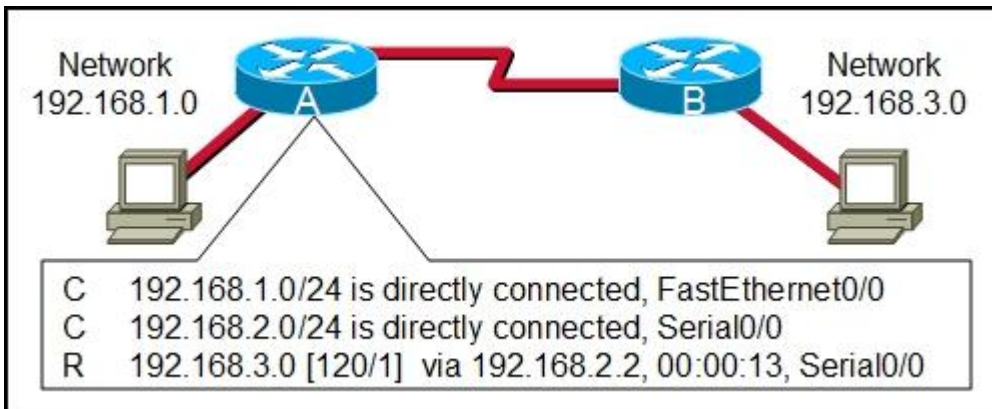 Network
192.168.1.0
A
B
Network
192.168.3.0
C 192.168.1.0/24 is directly connected, FastEthernet0/0
C 192.168.2.0/24 is directly connected, Serial0/0
R 192.168.3.0 [120/1] via 192.168.2.2, 00:00:13, Serial0/0